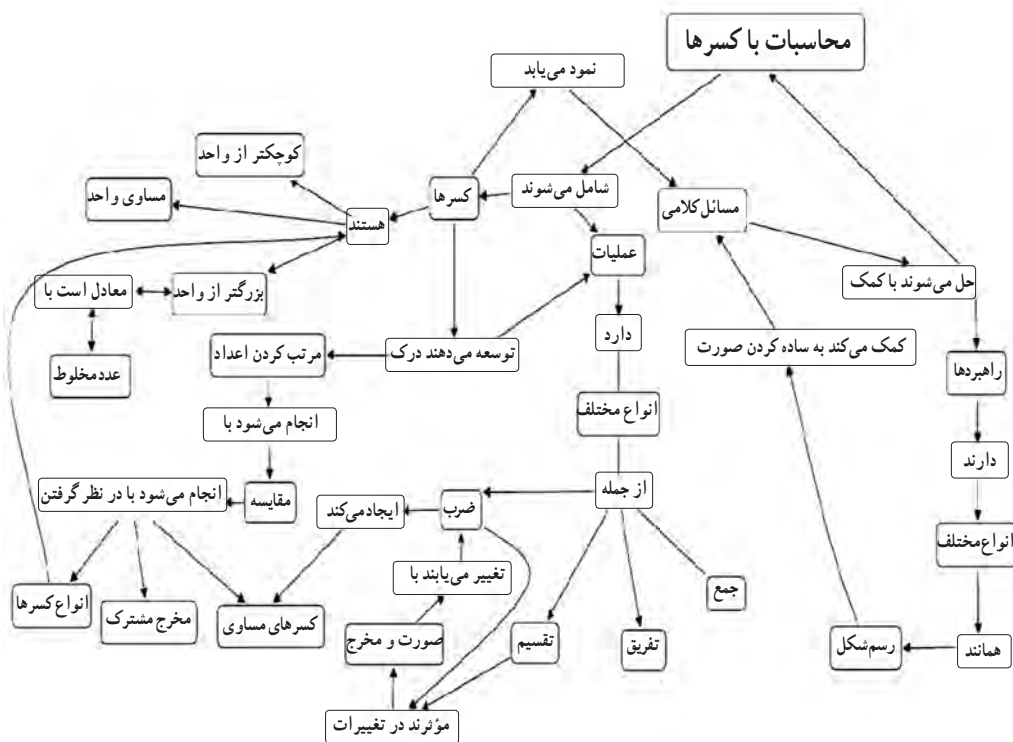 محاسبات با کسرها
نمود می‌یابد
کوچکتر از واحد
مساوی واحد
کسرها
شامل می‌شوند
مسائل کلامی
هستند
عملیات
بزرگتر از واحد
معادل است با
حل می‌شوند با کمک
دارد
عدد مخلوط
مرتب کردن اعداد
توسعه می‌دهند درک
کمک می‌کند به ساده کردن صورت
راهبردها
انواع مختلف
انجام می‌شود با
دارند
مقایسه
انجام می‌شود با در نظر گرفتن
ایجاد می‌کند
ضرب
از جمله
انواع مختلف
تغییر می‌یابند با
جمع
انواع کسرها
مخرج مشترک
کسرهای مساوی
صورت و مخرج
تقسیم
تفریق
رسم شکل
همانند
مؤثرند در تغییرات